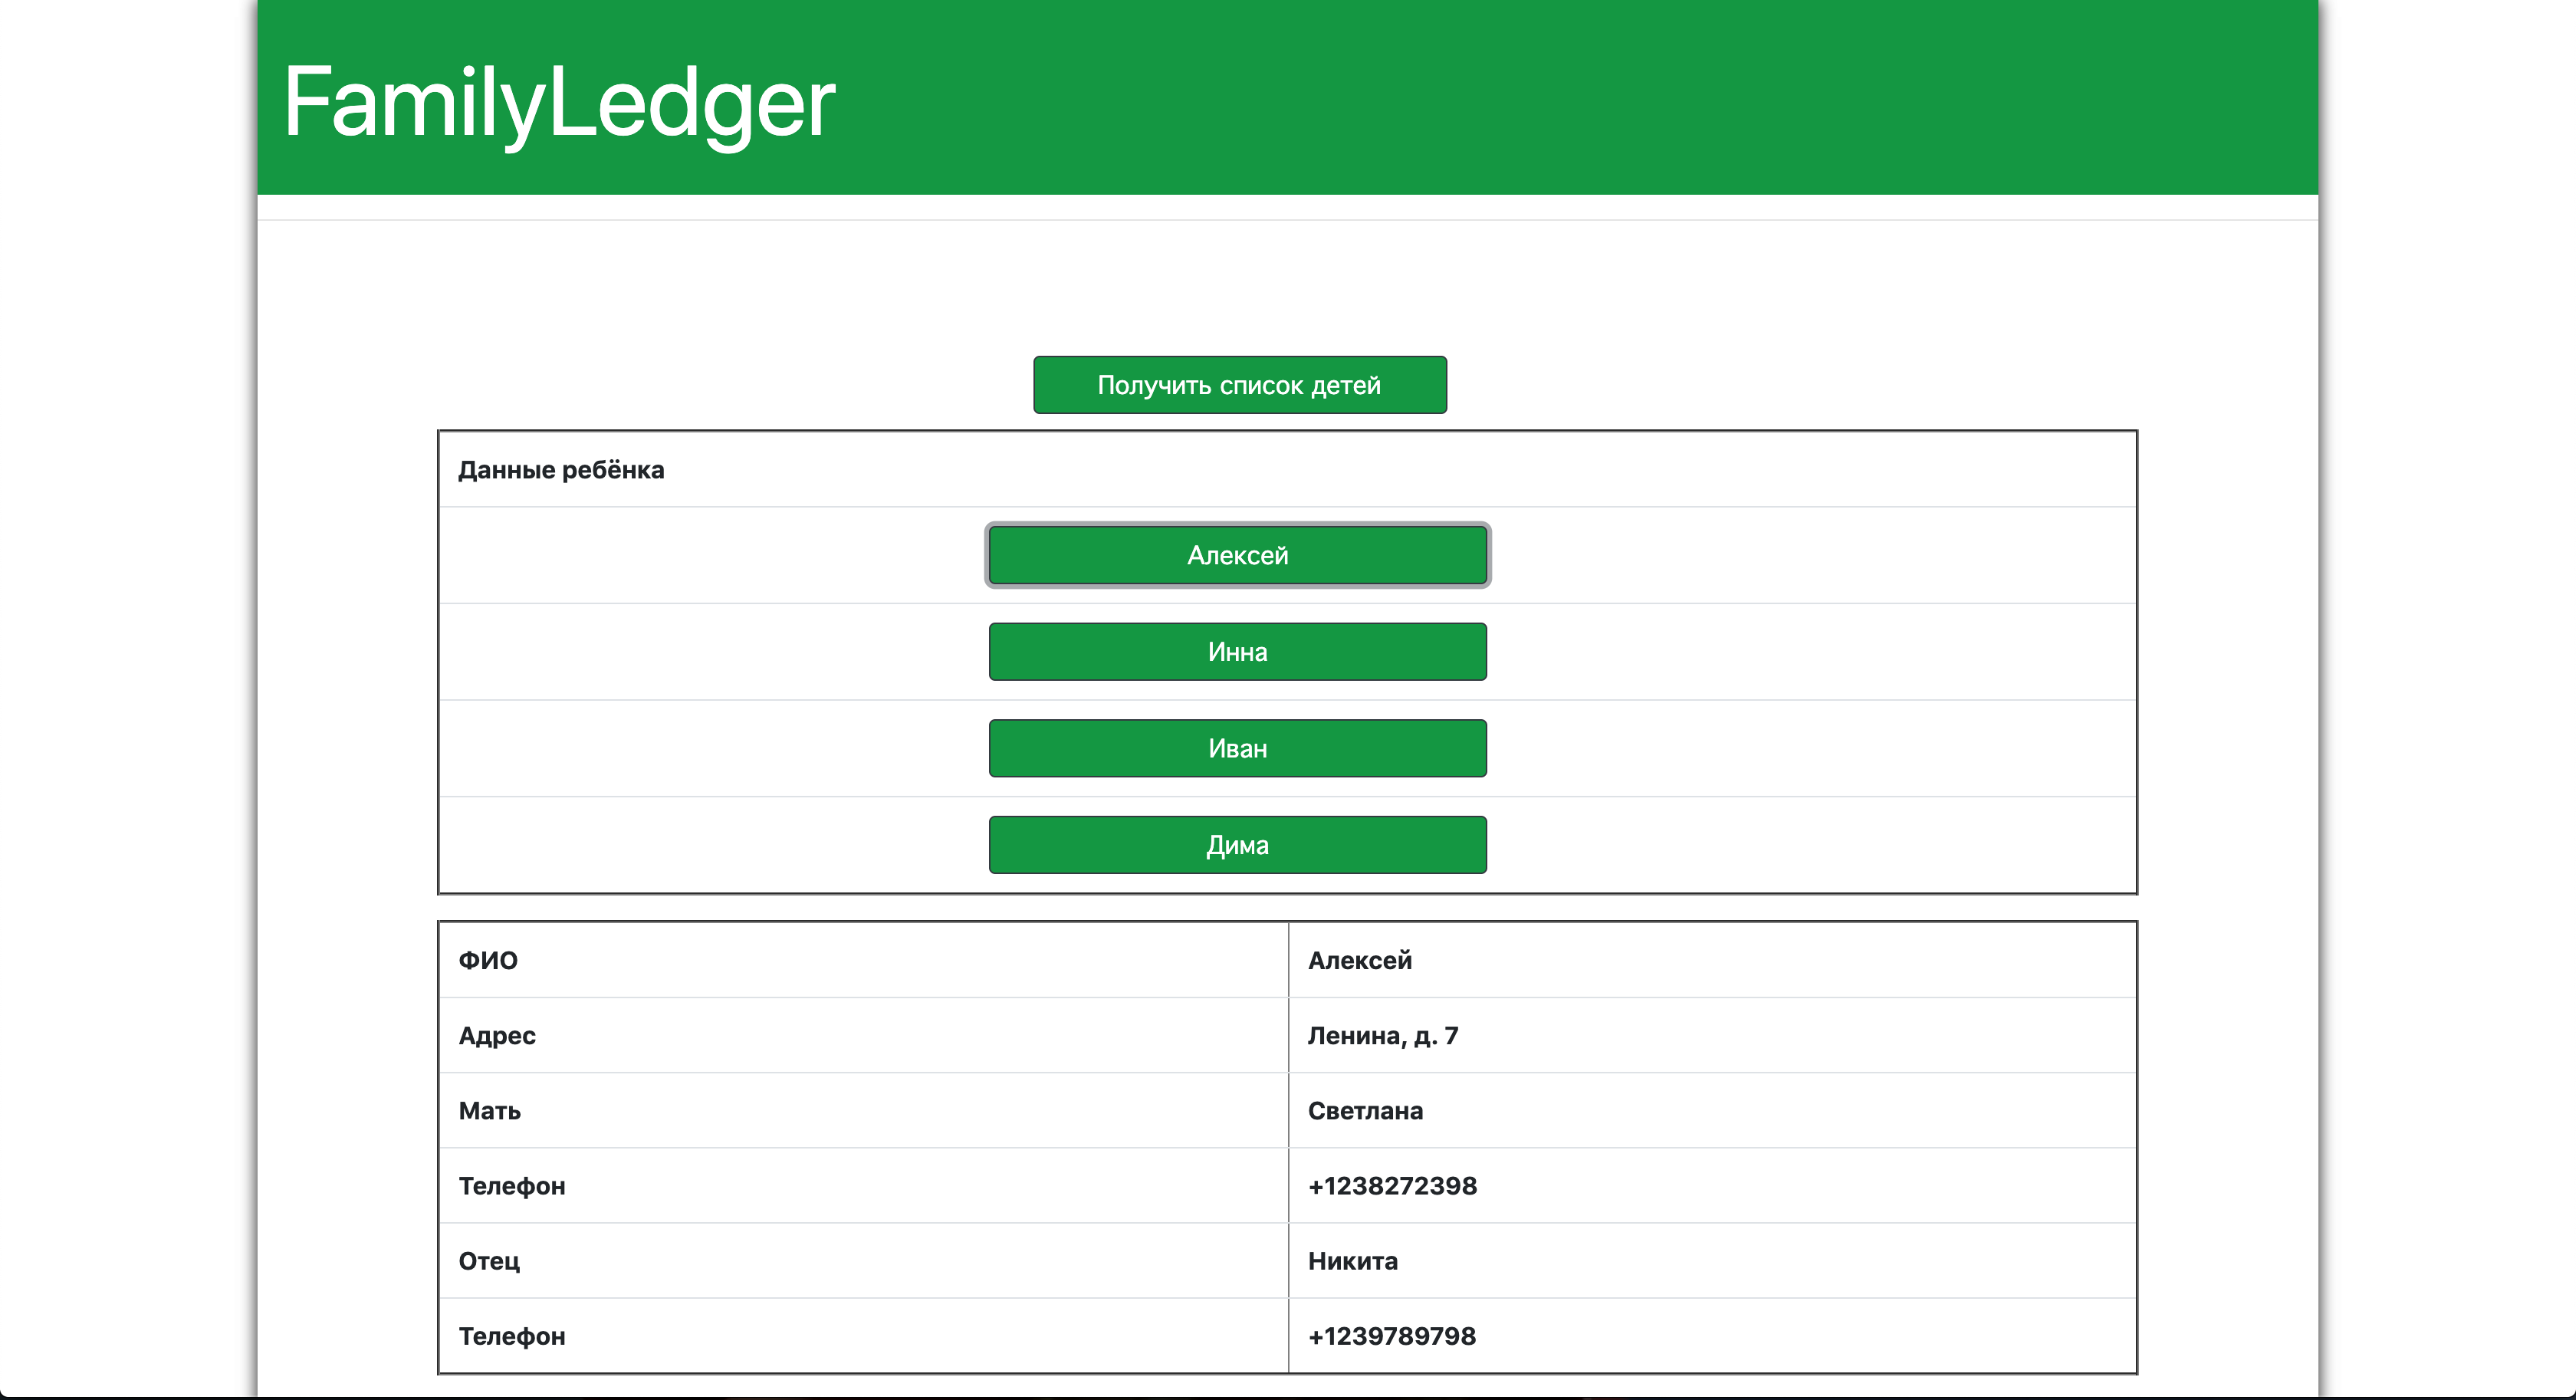 FamilyLedger
Получить список детей
Данные ребёнка
Алексей
Инна
Иван
Дима
ФИО Алексей
Адрес Ленина, д. 7
Мать Светлана
Телефон +1238272398
Отец Никита
Телефон +1239789798